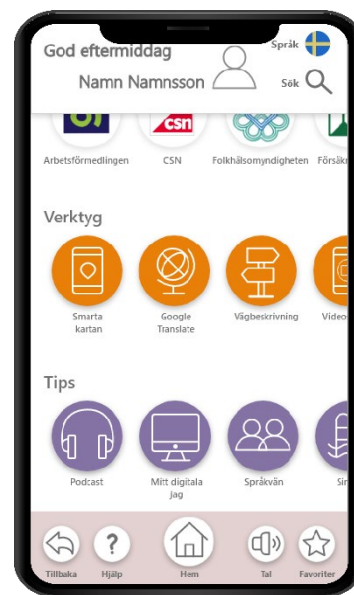 God eftermiddag
Språk
Namn Namnsson
Sök
csn
Arbetsförmedlingen
CSN
Folkhälsomyndigheten
Verktyg
Smarta
kartan
Google
Translate
Vägbeskrivning
Tips
Podcast
Mitt digitala
jag
Språkvän
?
Tillbaka
Hjälp
Hem
Tal
Favoriter